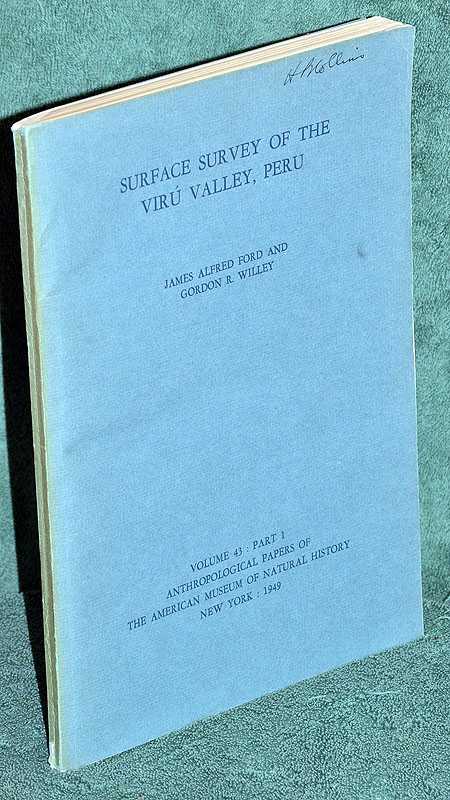 H B Collins
SURFACE SURVEY OF THE
VIRÚ VALLEY, PERU
JAMES ALFRED FORD AND
GORDON R. WILLEY
VOLUME 43 : PART 1
ANTHROPOLOGICAL PAPERS OF
THE AMERICAN MUSEUM OF NATURAL HISTORY
NEW YORK : 1949